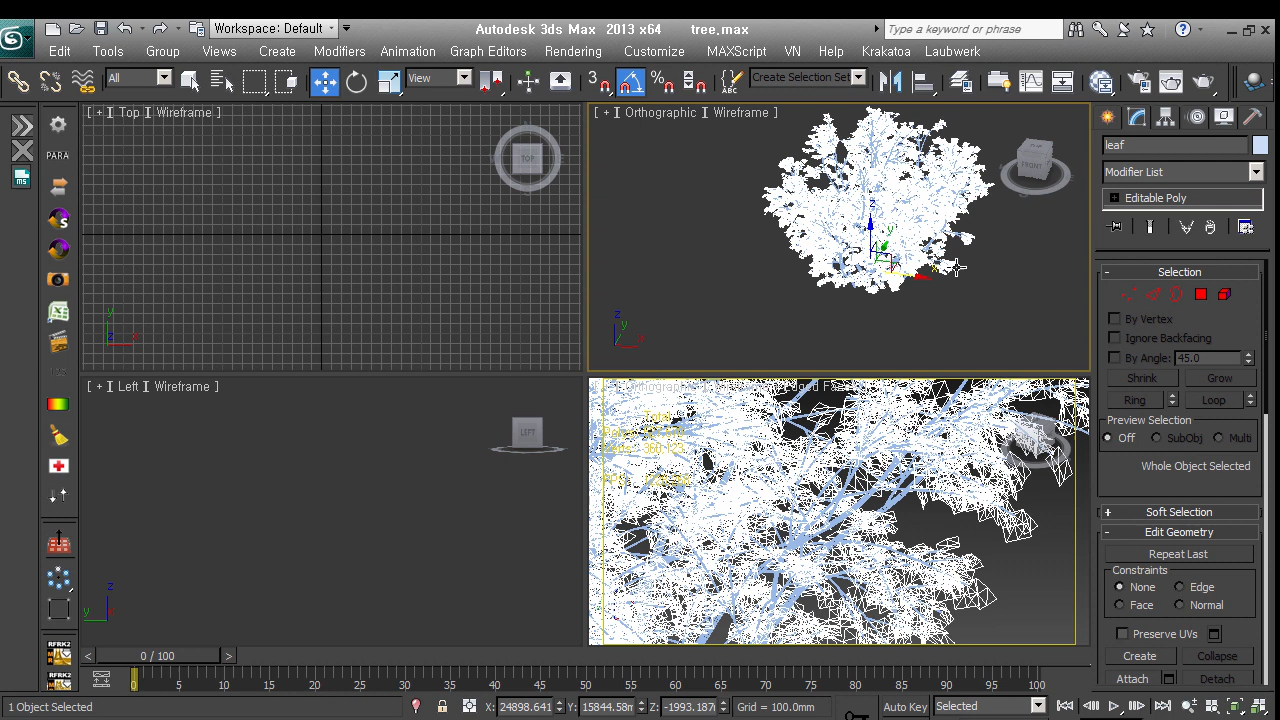 Workspace: Default
Autodesk 3ds Max 2013 x64 tree.max
Type a keyword or phrase
Edit Tools Group Views Create Modifiers Animation Graph Editors Rendering Customize MAXScript VN Help Krakatoa Laubwerk
All
View
3
Create Selection Set
ABC
[ + ] Top ] Wireframe ]
TOP
[ + ] Orthographic ] Wireframe ]
FRONT
PARA
ms
leaf
Modifier List
Editable Poly
Selection
By Vertex
Ignore Backfacing
By Angle: 45.0
Shrink Grow
Ring Loop
Preview Selection
Off SubObj Multi
Whole Object Selected
Soft Selection
Edit Geometry
Repeat Last
Constraints
None Edge
Face Normal
Preserve UVs
Create Collapse
Attach Detach
[ + ] Left ] Wireframe ]
LEFT
Total
RFRK2
RFRK2
0 / 100
0 5 10 15 20 25 30 35 40 45 50 55 60 65 70 75 80 85 90 95 100
1 Object Selected
X: 24898.641 Y: 15844.58m Z: -1993.187 Grid = 100.0mm
Auto Key Selected